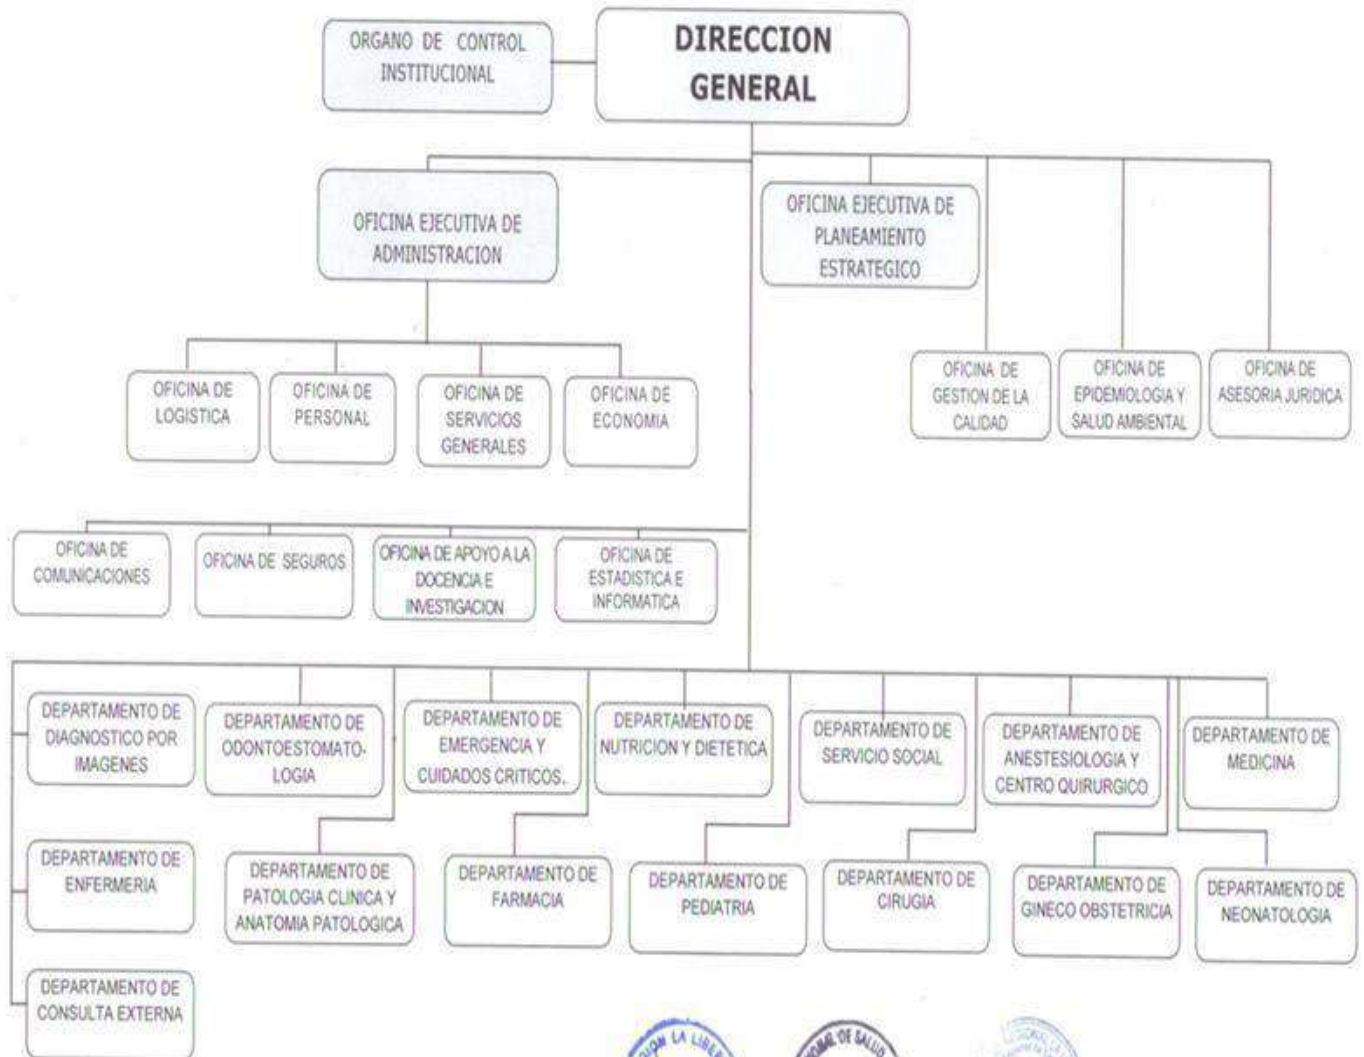 ORGANO DE CONTROL
INSTITUCIONAL
DIRECCION
GENERAL
OFICINA EJECUTIVA DE
ADMINISTRACION
OFICINA EJECUTIVA DE
PLANEAMIENTO
ESTRATEGICO
OFICINA DE
LOGISTICA
OFICINA DE
PERSONAL
OFICINA DE
SERVICIOS
GENERALES
OFICINA DE
ECONOMIA
OFICINA DE
GESTION DE LA
CALIDAD
OFICINA DE
EPIDEMIOLOGIA Y
SALUD AMBIENTAL
OFICINA DE
ASESORIA JURIDICA
OFICINA DE
COMUNICACIONES
OFICINA DE SEGUROS
OFICINA DE APOYO A LA
DOCENCIA E
INVESTIGACION
OFICINA DE
ESTADISTICA E
INFORMATICA
DEPARTAMENTO DE
DIAGNOSTICO POR
IMAGENES
DEPARTAMENTO DE
ODONTOESTOMATO-
LOGIA
DEPARTAMENTO DE
EMERGENCIA Y
CUIDADOS CRITICOS.
DEPARTAMENTO DE
NUTRICION Y DIETETICA
DEPARTAMENTO DE
SERVICIO SOCIAL
DEPARTAMENTO DE
ANESTESIOLOGIA Y
CENTRO QUIRURGICO
DEPARTAMENTO DE
MEDICINA
DEPARTAMENTO DE
ENFERMERIA
DEPARTAMENTO DE
PATOLOGIA CLINICA Y
ANATOMIA PATOLOGICA
DEPARTAMENTO DE
FARMACIA
DEPARTAMENTO DE
PEDIATRIA
DEPARTAMENTO DE
CIRUGIA
DEPARTAMENTO DE
GINECO OBSTETRICIA
DEPARTAMENTO DE
NEONATOLOGIA
DEPARTAMENTO DE
CONSULTA EXTERNA
LA
DE SALUD